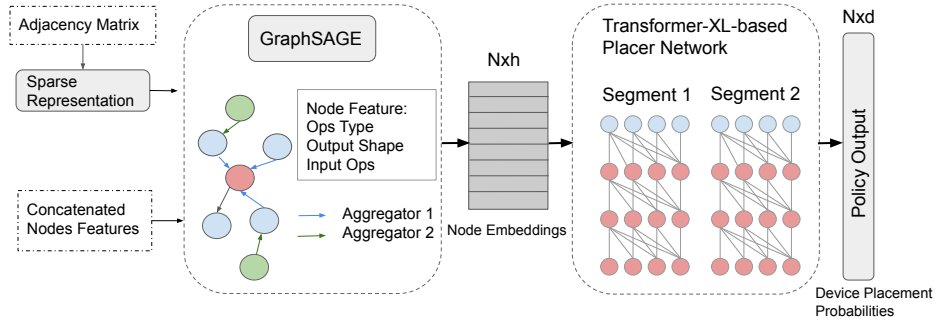 Adjacency Matrix
Sparse
Representation
Concatenated
Nodes Features
GraphSAGE
Node Feature:
Ops Type
Output Shape
Input Ops
Aggregator 1
Aggregator 2
Nxh
Node Embeddings
Transformer-XL-based
Placer Network
Segment 1
Segment 2
Nxd
Policy Output
Device Placement
Probabilities